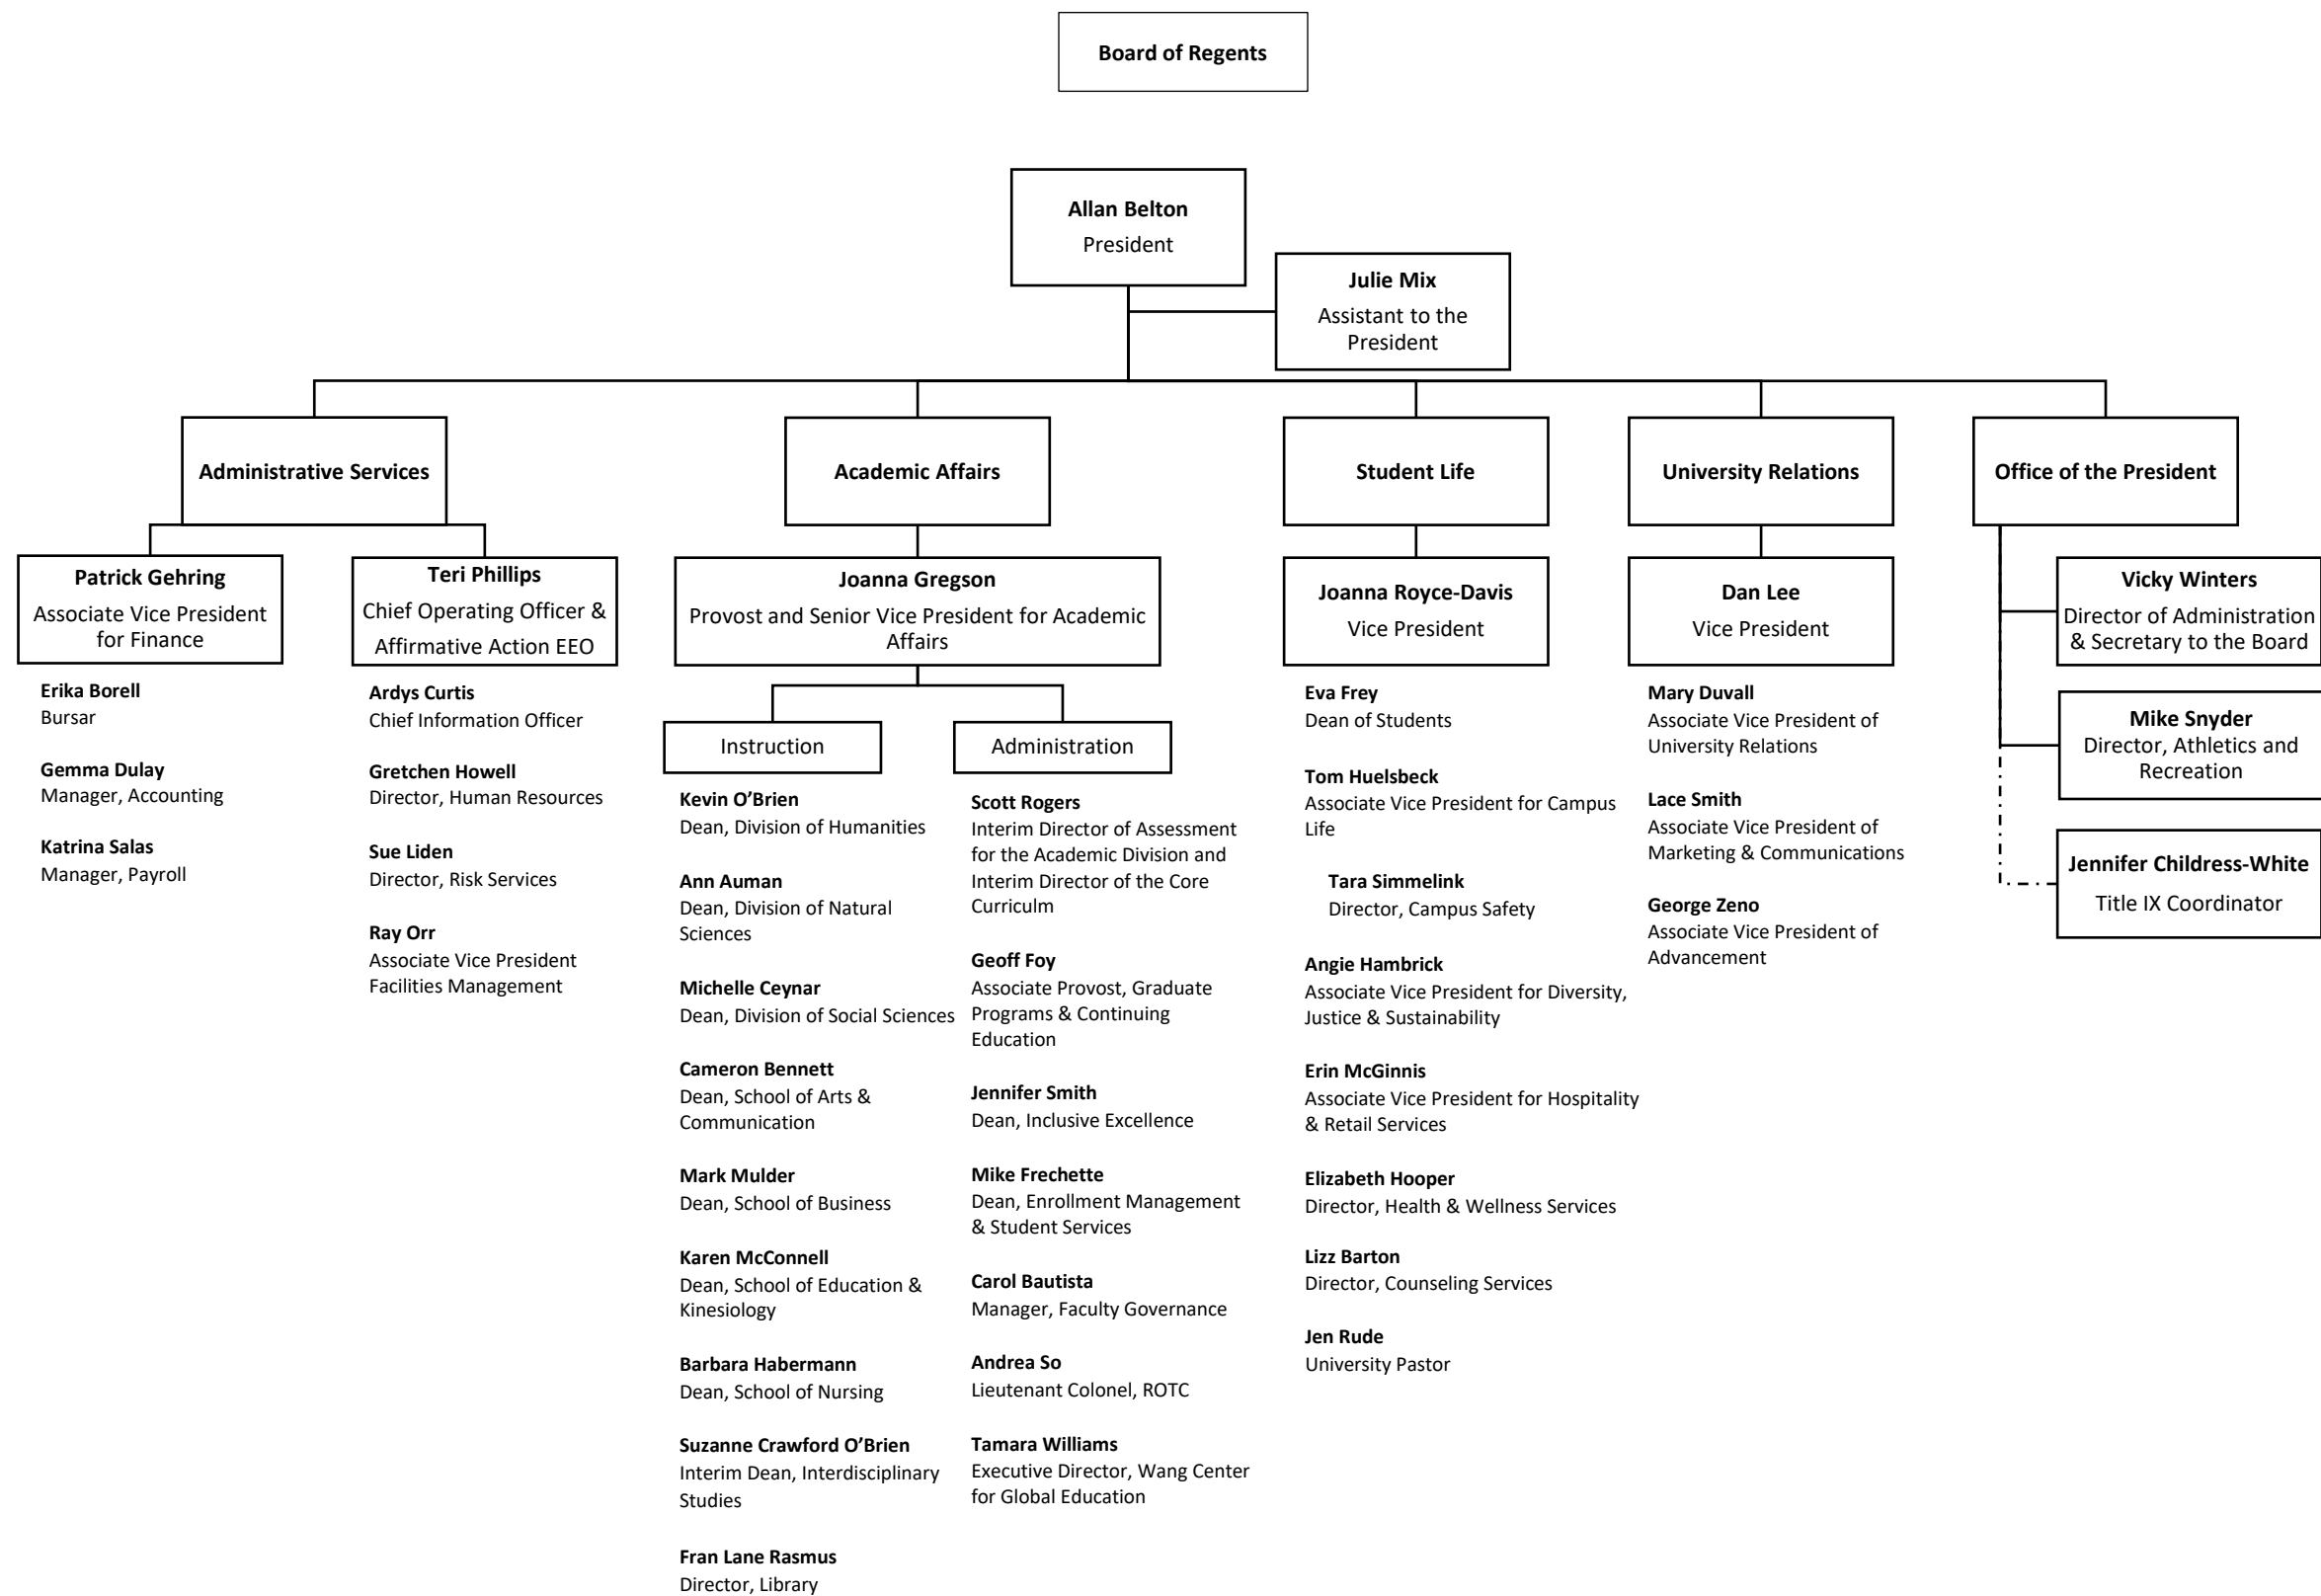 Board of Regents
Allan Belton
President
Julie Mix
Assistant to the
President
Administrative Services
Academic Affairs
Student Life
University Relations
Office of the President
Patrick Gehring
Associate Vice President
for Finance
Erika Borell
Bursar
Gemma Dulay
Manager, Accounting
Katrina Salas
Manager, Payroll
Teri Phillips
Chief Operating Officer &
Affirmative Action EEO
Ardys Curtis
Chief Information Officer
Gretchen Howell
Director, Human Resources
Sue Liden
Director, Risk Services
Ray Orr
Associate Vice President
Facilities Management
Joanna Gregson
Provost and Senior Vice President for Academic
Affairs
Instruction
Kevin O’Brien
Dean, Division of Humanities
Ann Auman
Dean, Division of Natural
Sciences
Michelle Ceynar
Dean, Division of Social Sciences
Cameron Bennett
Dean, School of Arts &
Communication
Mark Mulder
Dean, School of Business
Karen McConnell
Dean, School of Education &
Kinesiology
Barbara Habermann
Dean, School of Nursing
Suzanne Crawford O’Brien
Interim Dean, Interdisciplinary
Studies
Fran Lane Rasmus
Director, Library
Administration
Scott Rogers
Interim Director of Assessment
for the Academic Division and
Interim Director of the Core
Curriculm
Geoff Foy
Associate Provost, Graduate
Programs & Continuing
Education
Jennifer Smith
Dean, Inclusive Excellence
Mike Frechette
Dean, Enrollment Management
& Student Services
Carol Bautista
Manager, Faculty Governance
Andrea So
Lieutenant Colonel, ROTC
Tamara Williams
Executive Director, Wang Center
for Global Education
Joanna Royce-Davis
Vice President
Eva Frey
Dean of Students
Tom Huelsbeck
Associate Vice President for Campus
Life
Tara Simmelink
Director, Campus Safety
Angie Hambrick
Associate Vice President for Diversity,
Justice & Sustainability
Erin McGinnis
Associate Vice President for Hospitality
& Retail Services
Elizabeth Hooper
Director, Health & Wellness Services
Lizz Barton
Director, Counseling Services
Jen Rude
University Pastor
Dan Lee
Vice President
Mary Duvall
Associate Vice President of
University Relations
Lace Smith
Associate Vice President of
Marketing & Communications
George Zeno
Associate Vice President of
Advancement
Vicky Winters
Director of Administration
& Secretary to the Board
Mike Snyder
Director, Athletics and
Recreation
Jennifer Childress-White
Title IX Coordinator